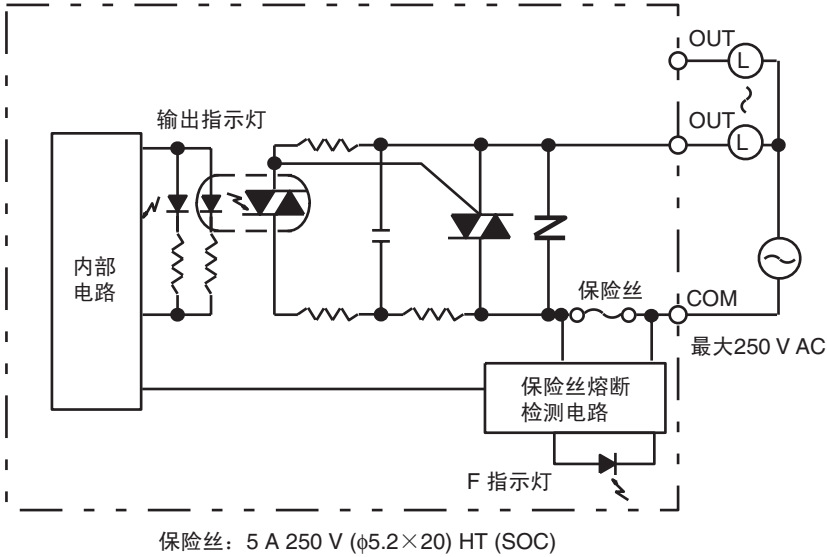 OUT
L
输出指示灯
OUT
L
内部
电路
保险丝
COM
最大250 V AC
保险丝熔断
检测电路
F 指示灯
保险丝：5 A 250 V (ϕ5.2×20) HT (SOC)